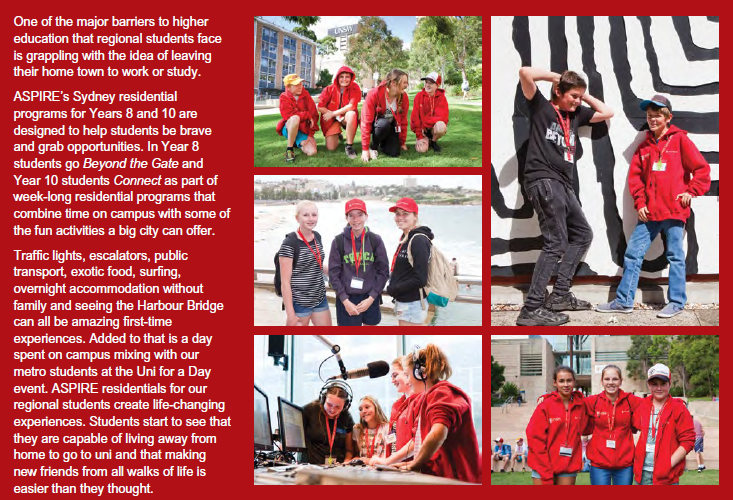 One of the major barriers to higher
education that regional students face
is grappling with the idea of leaving
their home town to work or study.
ASPIRE's Sydney residential
programs for Years 8 and 10 are
designed to help students be brave
and grab opportunities. In Year 8
students go Beyond the Gate and
Year 10 students Connect as part of
week-long residential programs that
combine time on campus with some of
the fun activities a big city can offer.
Traffic lights, escalators, public
transport, exotic food, surfing,
overnight accommodation without
family and seeing the Harbour Bridge
can all be amazing first-time
experiences. Added to that is a day
spent on campus mixing with our
metro students at the Uni for a Day
event. ASPIRE residentials for our
regional students create life-changing
experiences. Students start to see that
they are capable of living away from
home to go to uni and that making
new friends from all walks of life is
easier than they thought.
UNSW